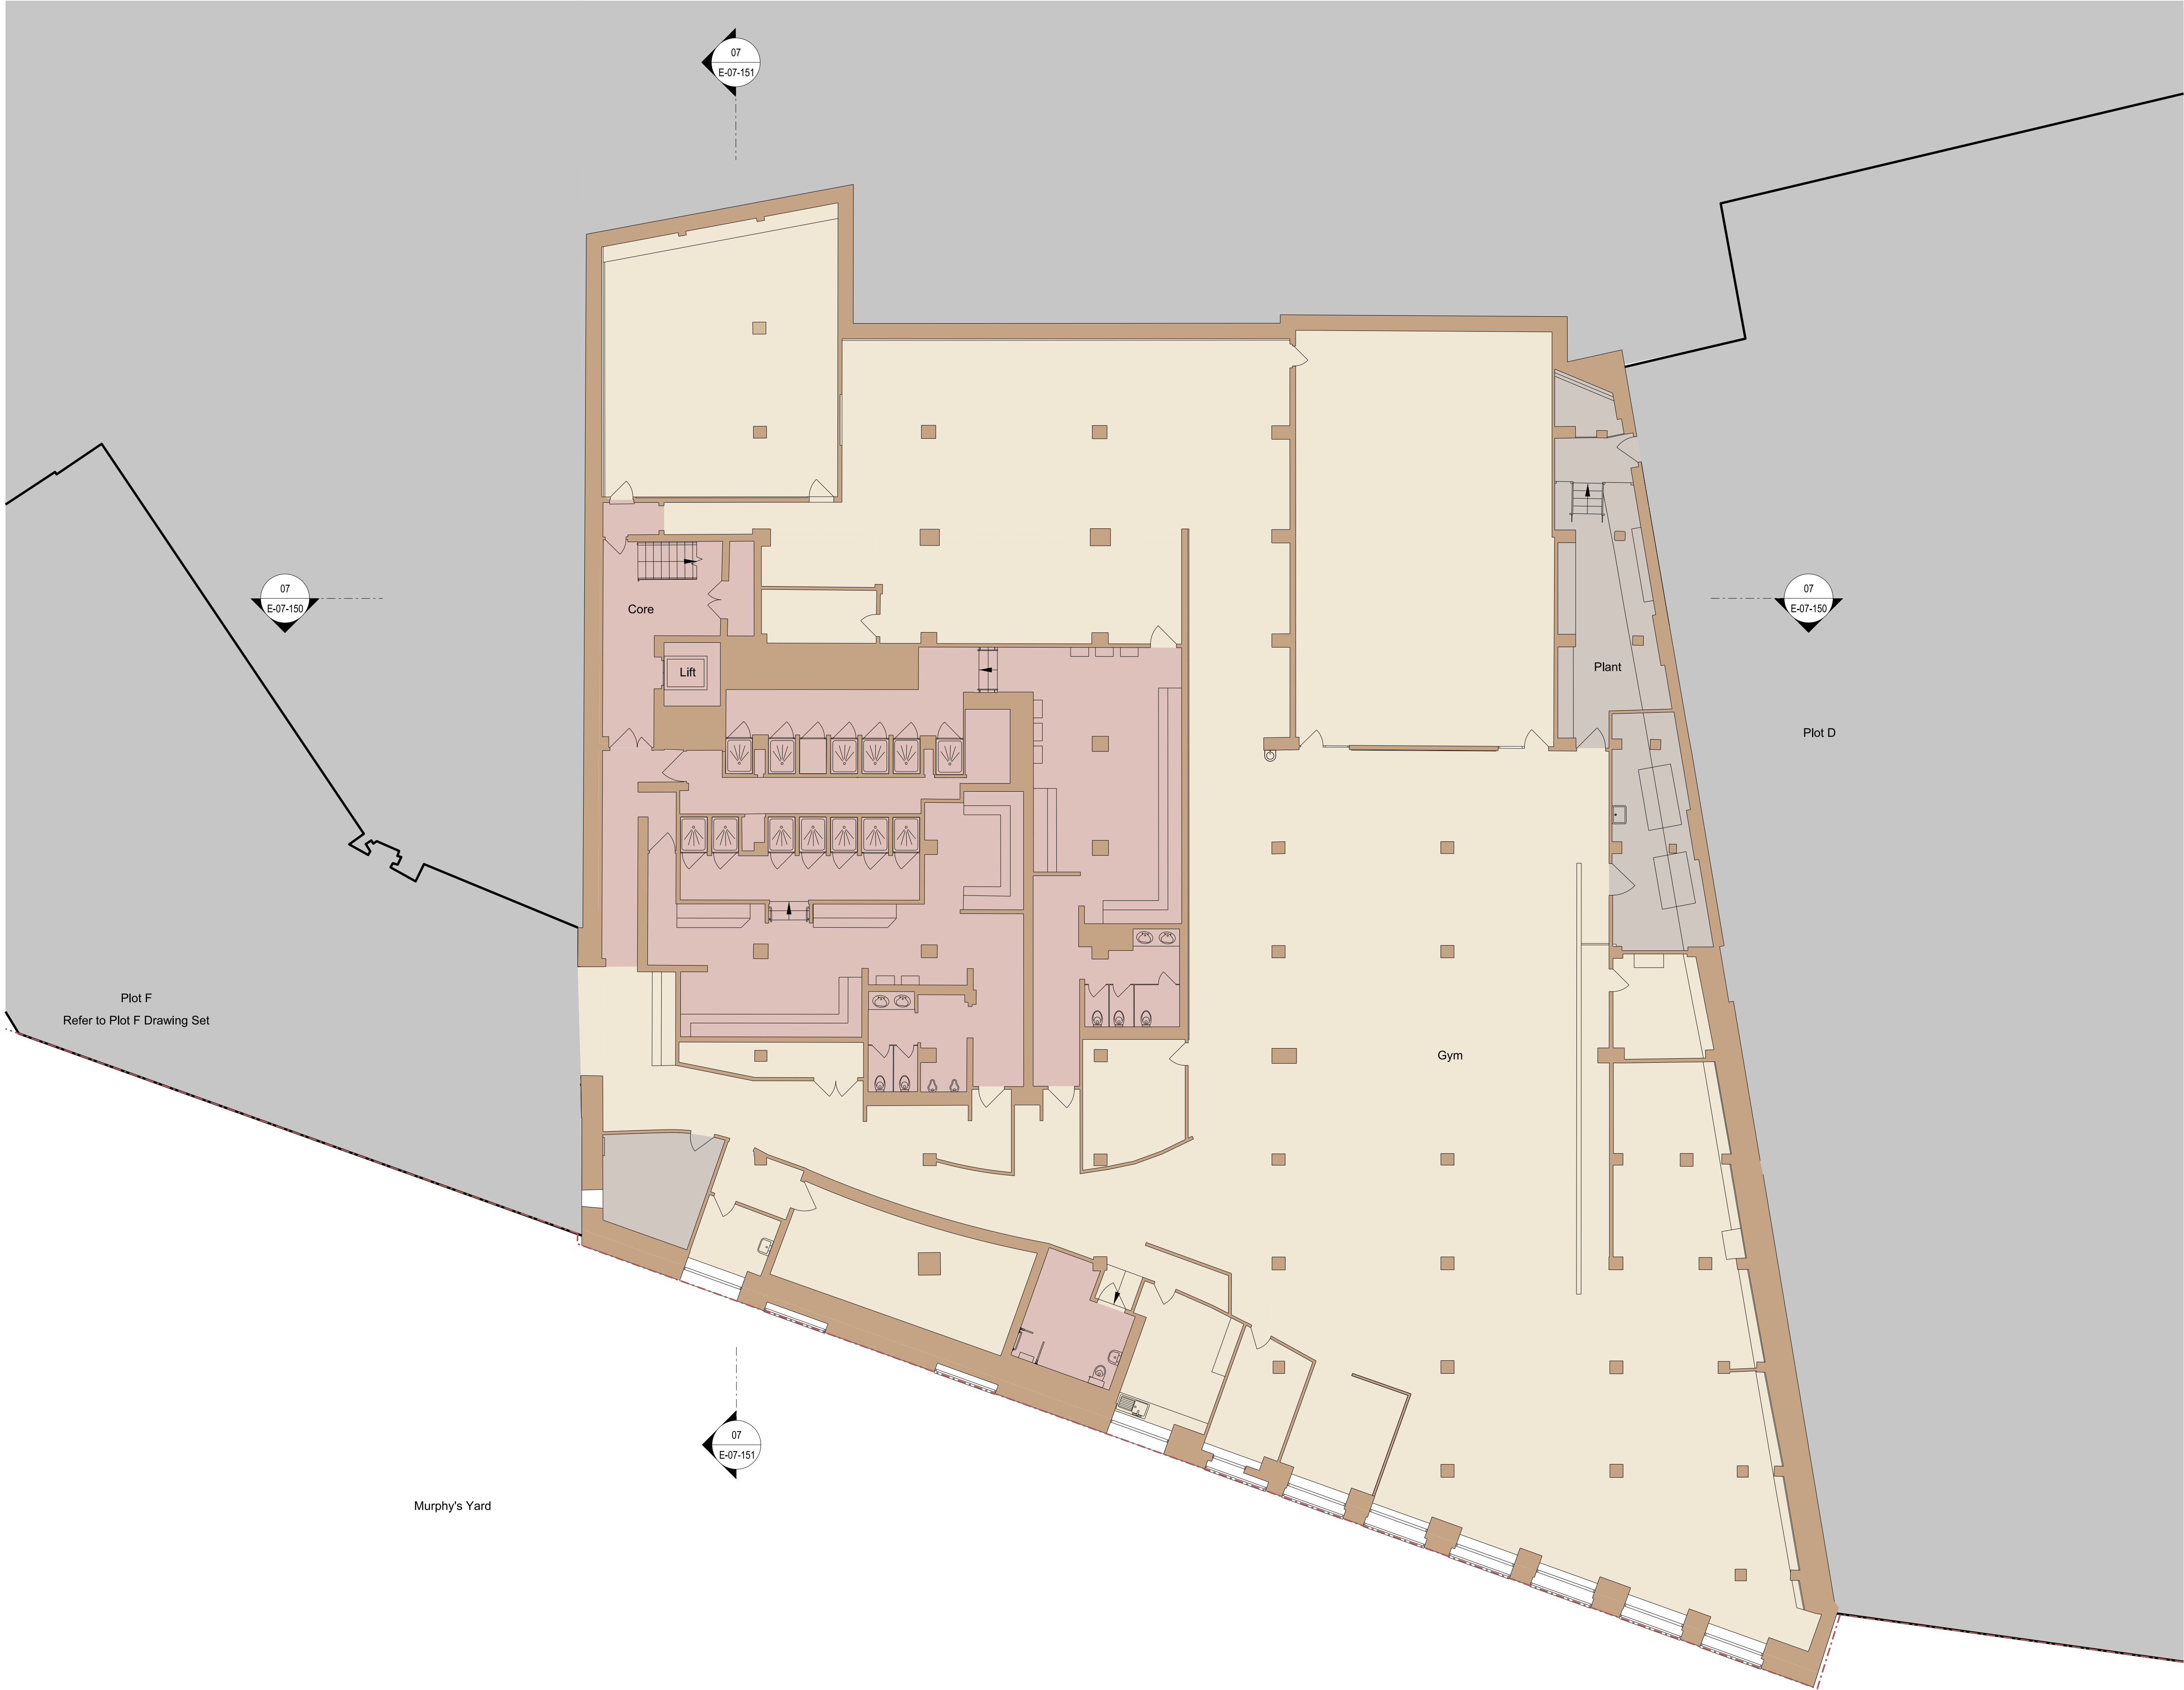 07
E-07-151
07
E-07-150
Core
07
E-07-150
Lift
Plant
Plot D
Plot F
Refer to Plot F Drawing Set
Gym
07
E-07-151
Murphy's Yard